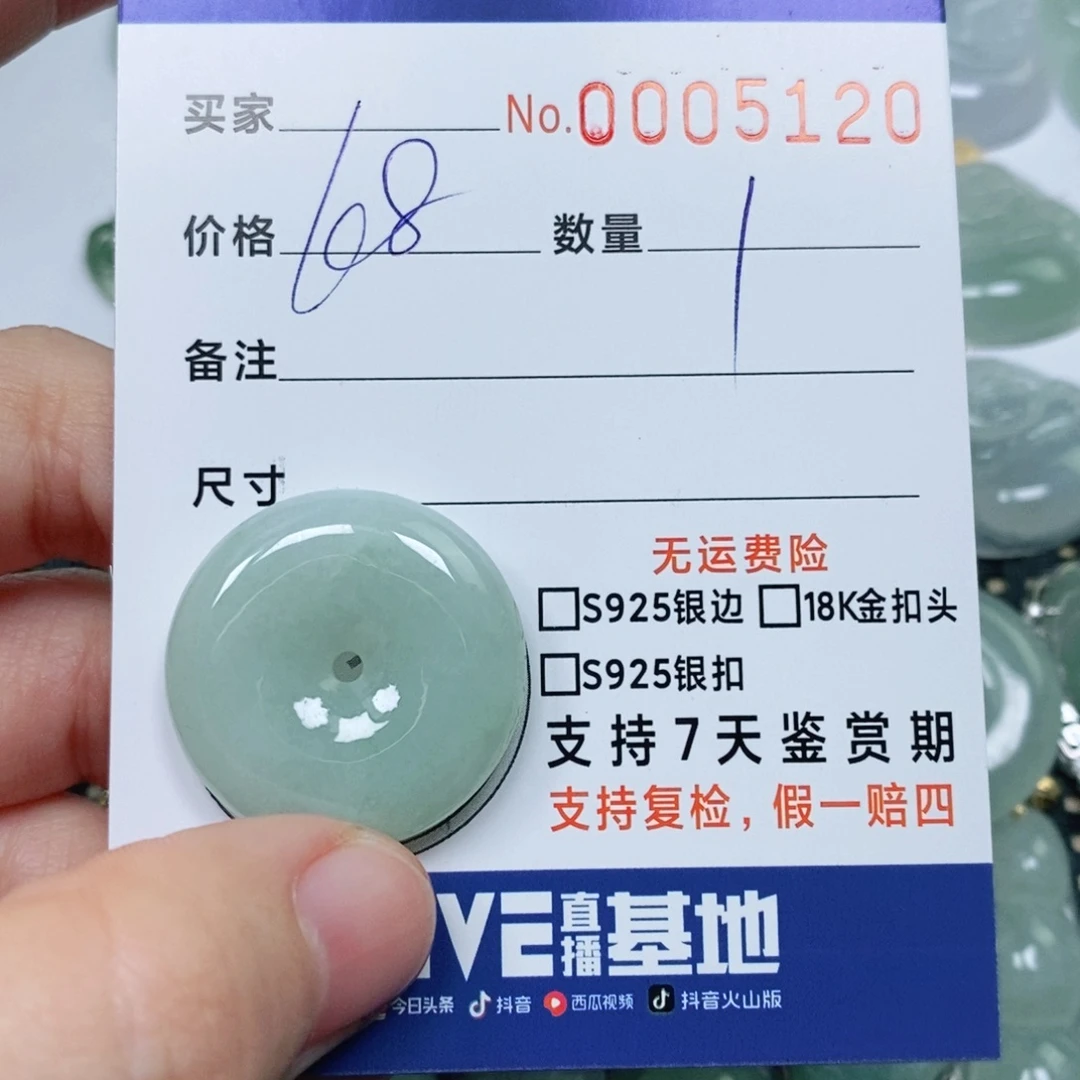 买家 No.0005120
价格 68 数量 1
备注
尺寸
无运费险
□S925银边 □18K金扣头
□S925银扣
支持7天鉴赏期
支持复检，假一赔四
VE直播基地
今日头条 抖音 西瓜视频 抖音火山版